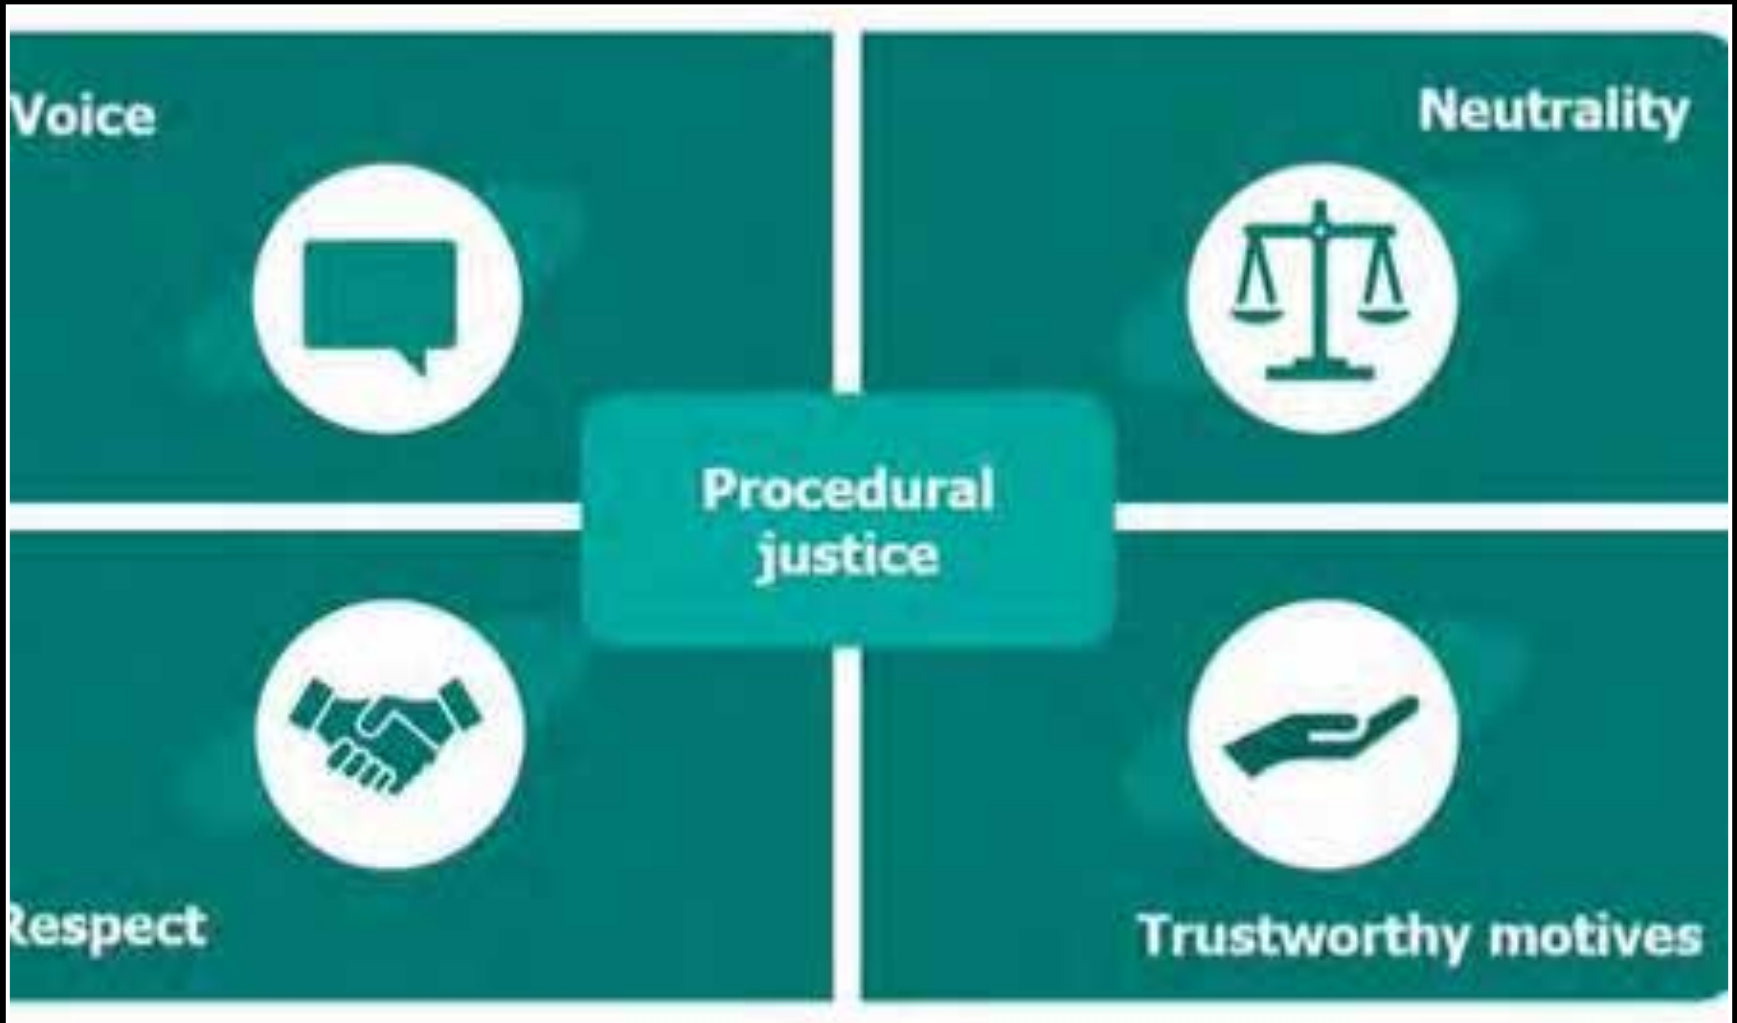 Voice
Neutrality
Procedural
justice
Respect
Trustworthy motives